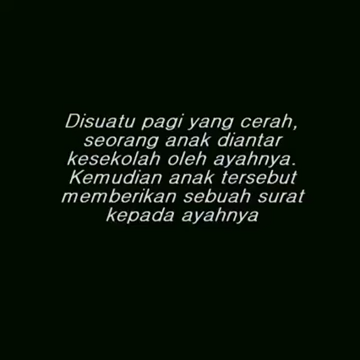 Disuatu pagi yang cerah,
seorang anak diantar
kesekolah oleh ayahnya.
Kemudian anak tersebut
memberikan sebuah surat
kepada ayahnya